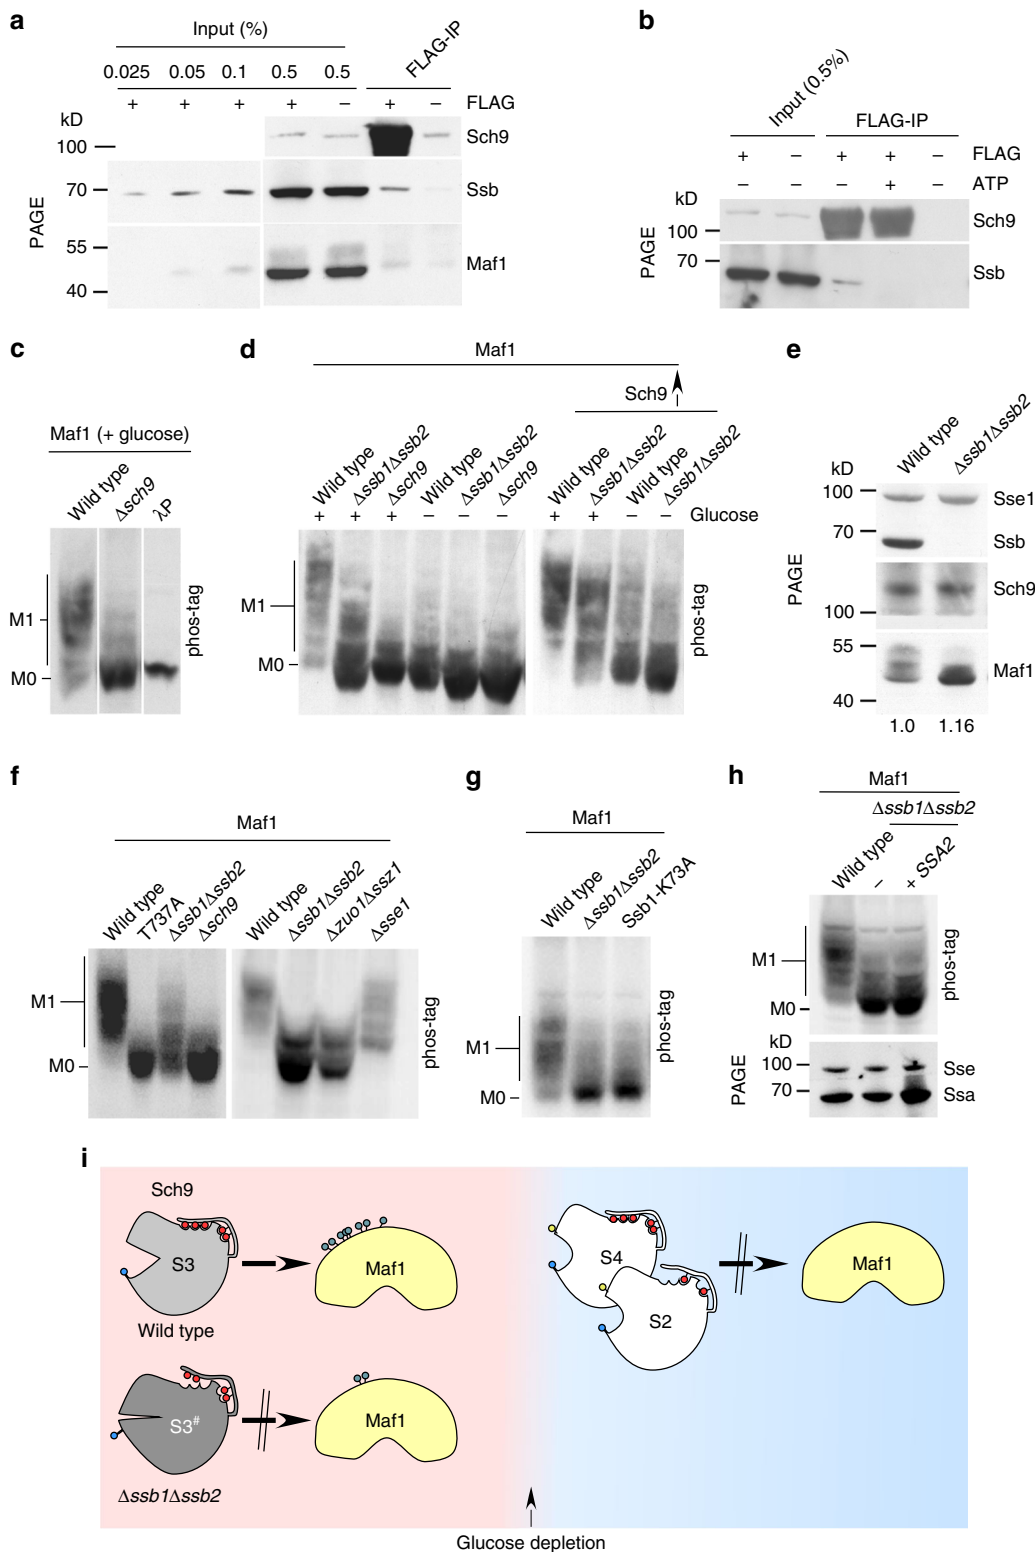 a
Input (%)
FLAG-IP
0.025 0.05 0.1 0.5 0.5
+ + + + − + − FLAG
kD
100
Sch9
70
Ssb
55
Maf1
40
PAGE
b
Input (0.5%)
FLAG-IP
+ − + + − FLAG
− − − + − ATP
kD
100
Sch9
70
Ssb
PAGE
c
Maf1 (+ glucose)
Wild type
Δsch9
λP
M1
M0
phos-tag
d
Maf1
Sch9
Wild type
Δssb1Δssb2
Δsch9
Wild type
Δssb1Δssb2
Δsch9
Wild type
Δssb1Δssb2
Wild type
Δssb1Δssb2
+ + + − − − + + − − Glucose
M1
M0
phos-tag
e
Wild type
Δssb1Δssb2
kD
100
Sse1
70
Ssb
Sch9
100
55
Maf1
40
PAGE
1.0 1.16
f
Maf1
Wild type
T737A
Δssb1Δssb2
Δsch9
Wild type
Δssb1Δssb2
Δzuo1Δssz1
Δsse1
M1
M0
phos-tag
g
Maf1
Wild type
Δssb1Δssb2
Ssb1-K73A
M1
M0
phos-tag
h
Maf1
Δssb1Δssb2
Wild type
−
+ SSA2
M1
M0
phos-tag
kD
100
Sse
70
Ssa
PAGE
i
Sch9
S3
Maf1
Wild type
S4
S2
Maf1
S3#
Maf1
Δssb1Δssb2
Glucose depletion